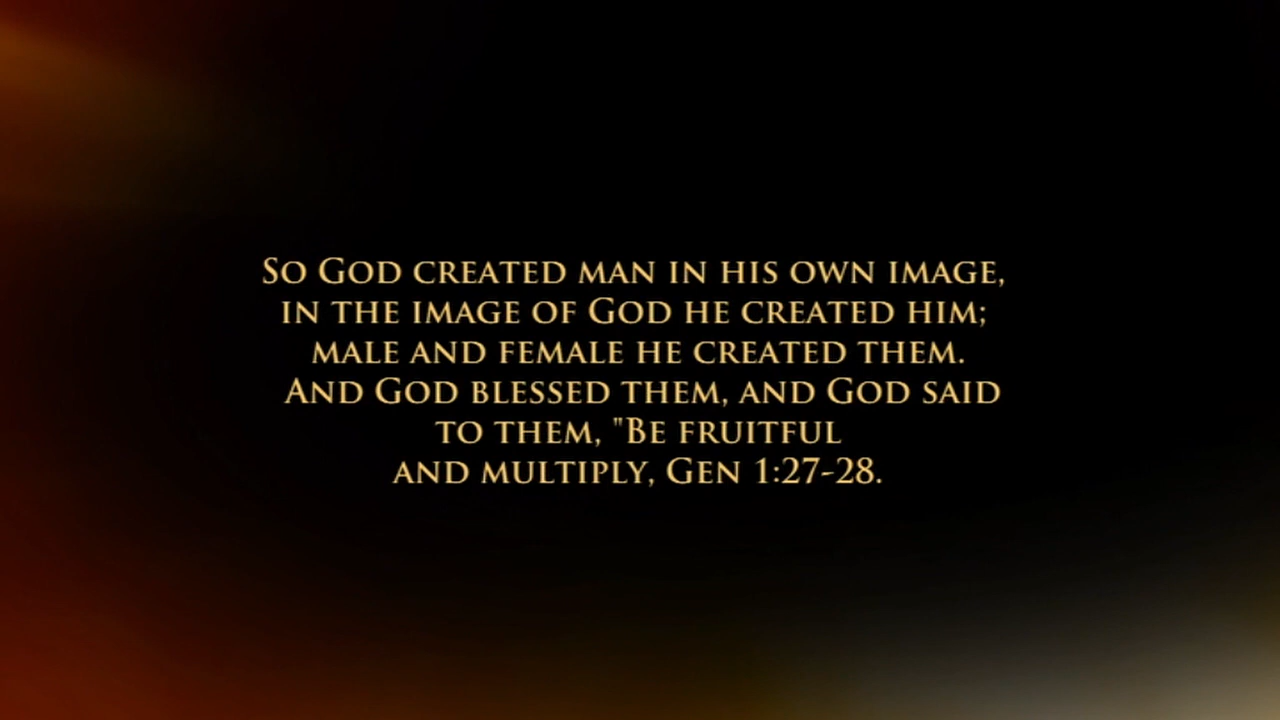 So God created man in his own image,
in the image of God he created him;
male and female he created them.
And God blessed them, and God said
to them, "Be fruitful
and multiply, Gen 1:27-28.